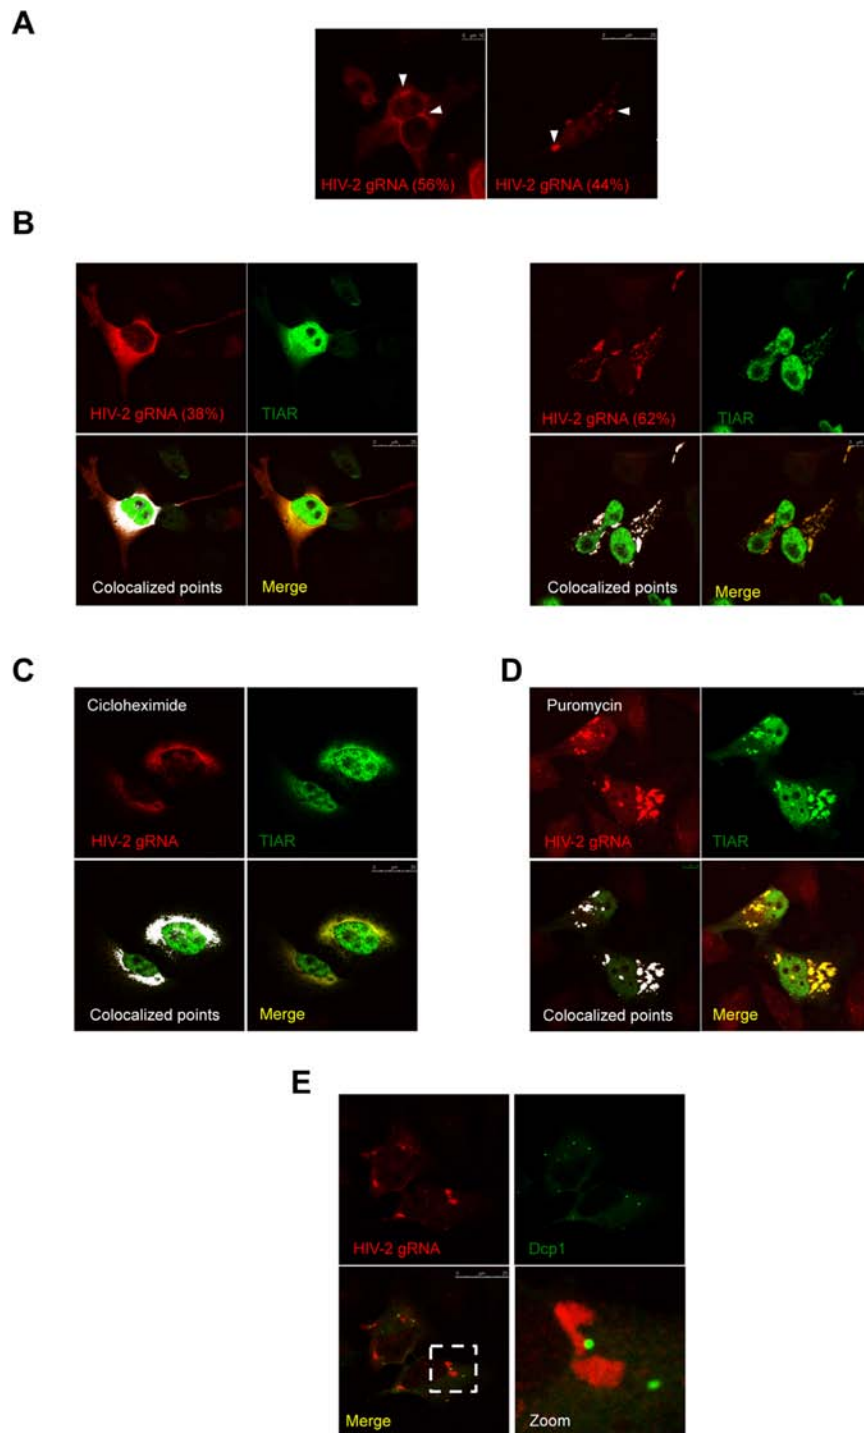 A
HIV-2 gRNA (56%)
HIV-2 gRNA (44%)
B
HIV-2 gRNA (38%)
TIAR
Colocalized points
Merge
HIV-2 gRNA (62%)
TIAR
Colocalized points
Merge
C
Cicloheximide
HIV-2 gRNA
TIAR
Colocalized points
Merge
D
Puromycin
HIV-2 gRNA
TIAR
Colocalized points
Merge
E
HIV-2 gRNA
Dcp1
Merge
Zoom